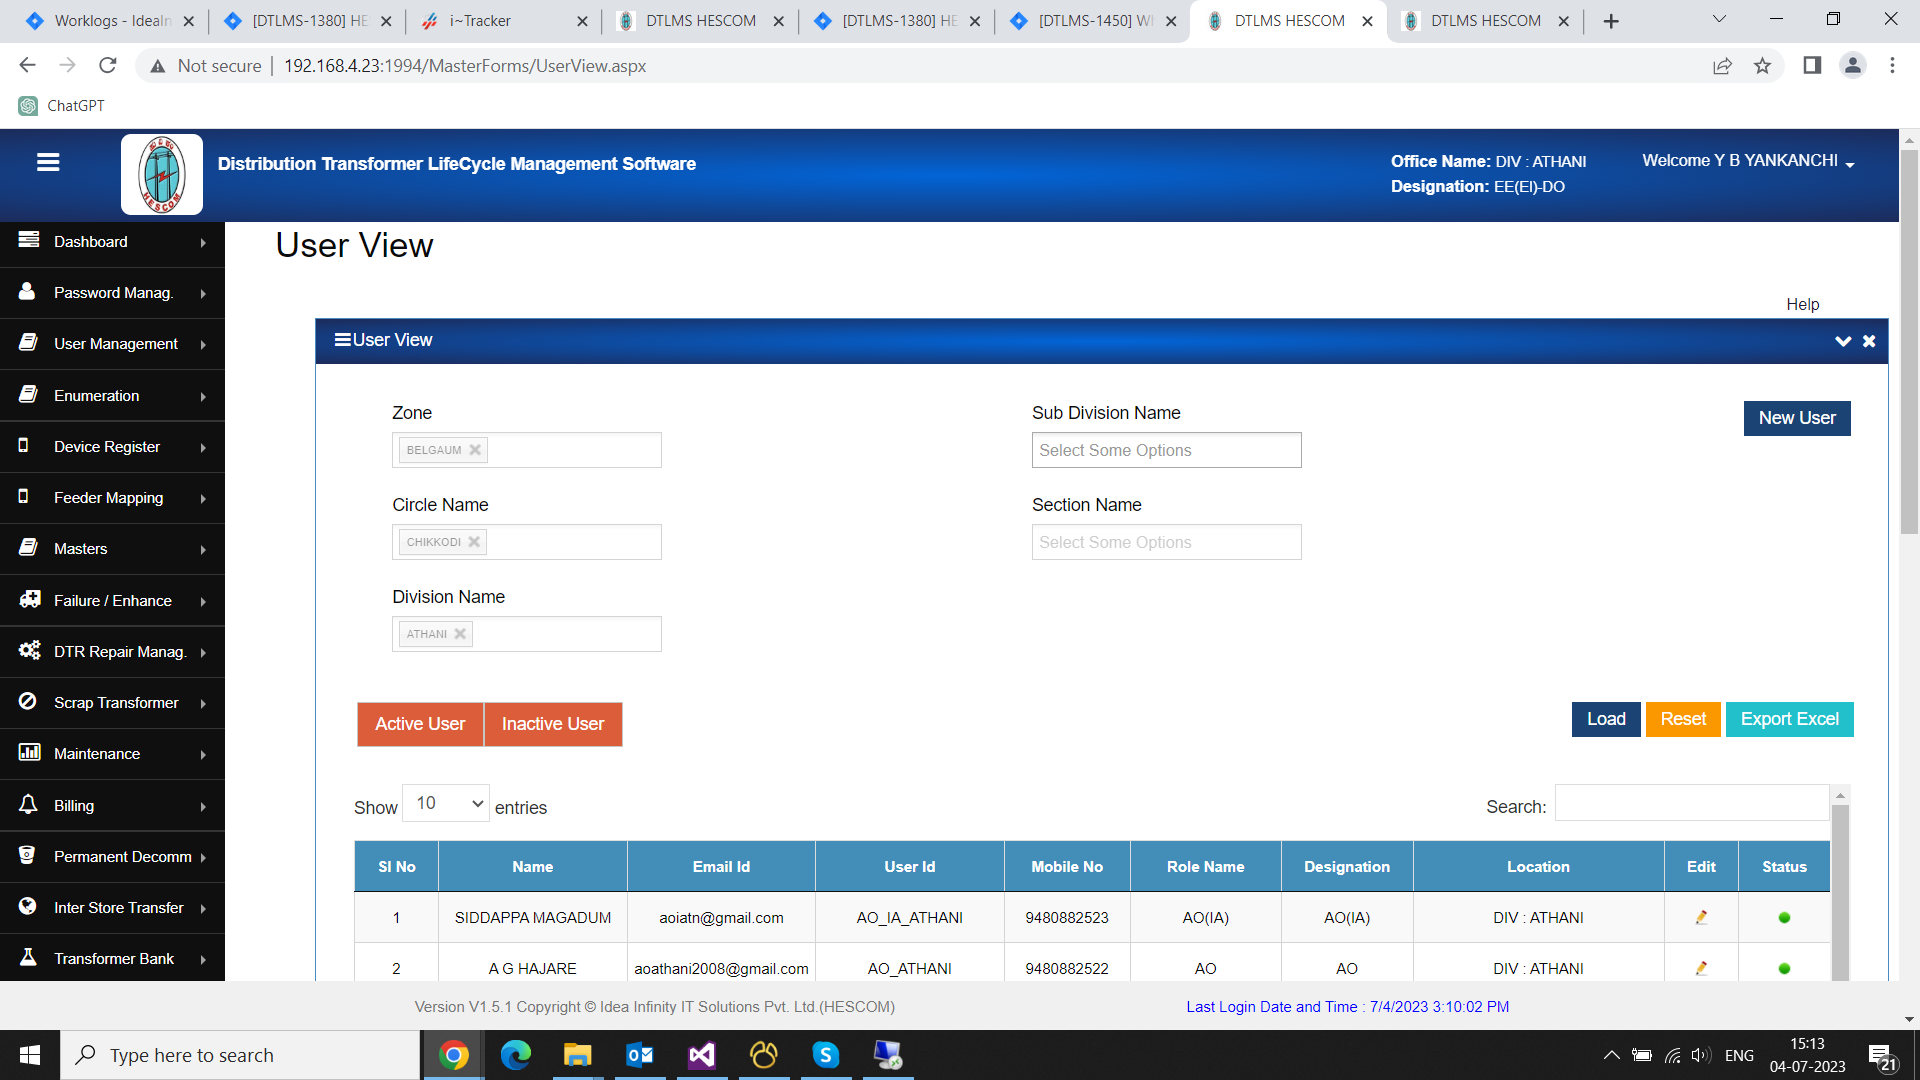 Worklogs - IdeaIn
[DTLMS-1380] HE
i~Tracker
DTLMS HESCOM
[DTLMS-1380] HE
[DTLMS-1450] W
DTLMS HESCOM
DTLMS HESCOM
Not secure
192.168.4.23:1994/MasterForms/UserView.aspx
ChatGPT
HESCOM
Distribution Transformer LifeCycle Management Software
Office Name: DIV : ATHANI
Designation: EE(El)-DO
Welcome Y B YANKANCHI
Dashboard
Password Manag.
User Management
Enumeration
Device Register
Feeder Mapping
Masters
Failure / Enhance
DTR Repair Manag.
Scrap Transformer
Maintenance
Billing
Permanent Decomm
Inter Store Transfer
Transformer Bank
User View
Help
User View
Zone
BELGAUM
Sub Division Name
Select Some Options
New User
Circle Name
CHIKKODI
Section Name
Select Some Options
Division Name
ATHANI
Active User
Inactive User
Load
Reset
Export Excel
Show 10 entries
Search:
Sl No Name Email Id User Id Mobile No Role Name Designation Location Edit Status
1 SIDDAPPA MAGADUM aoiatn@gmail.com AO_IA_ATHANI 9480882523 AO(IA) AO(IA) DIV : ATHANI
2 A G HAJARE aoathani2008@gmail.com AO_ATHANI 9480882522 AO AO DIV : ATHANI
Version V1.5.1 Copyright © Idea Infinity IT Solutions Pvt. Ltd.(HESCOM)
Last Login Date and Time : 7/4/2023 3:10:02 PM
Type here to search
ENG
15:13
04-07-2023
21